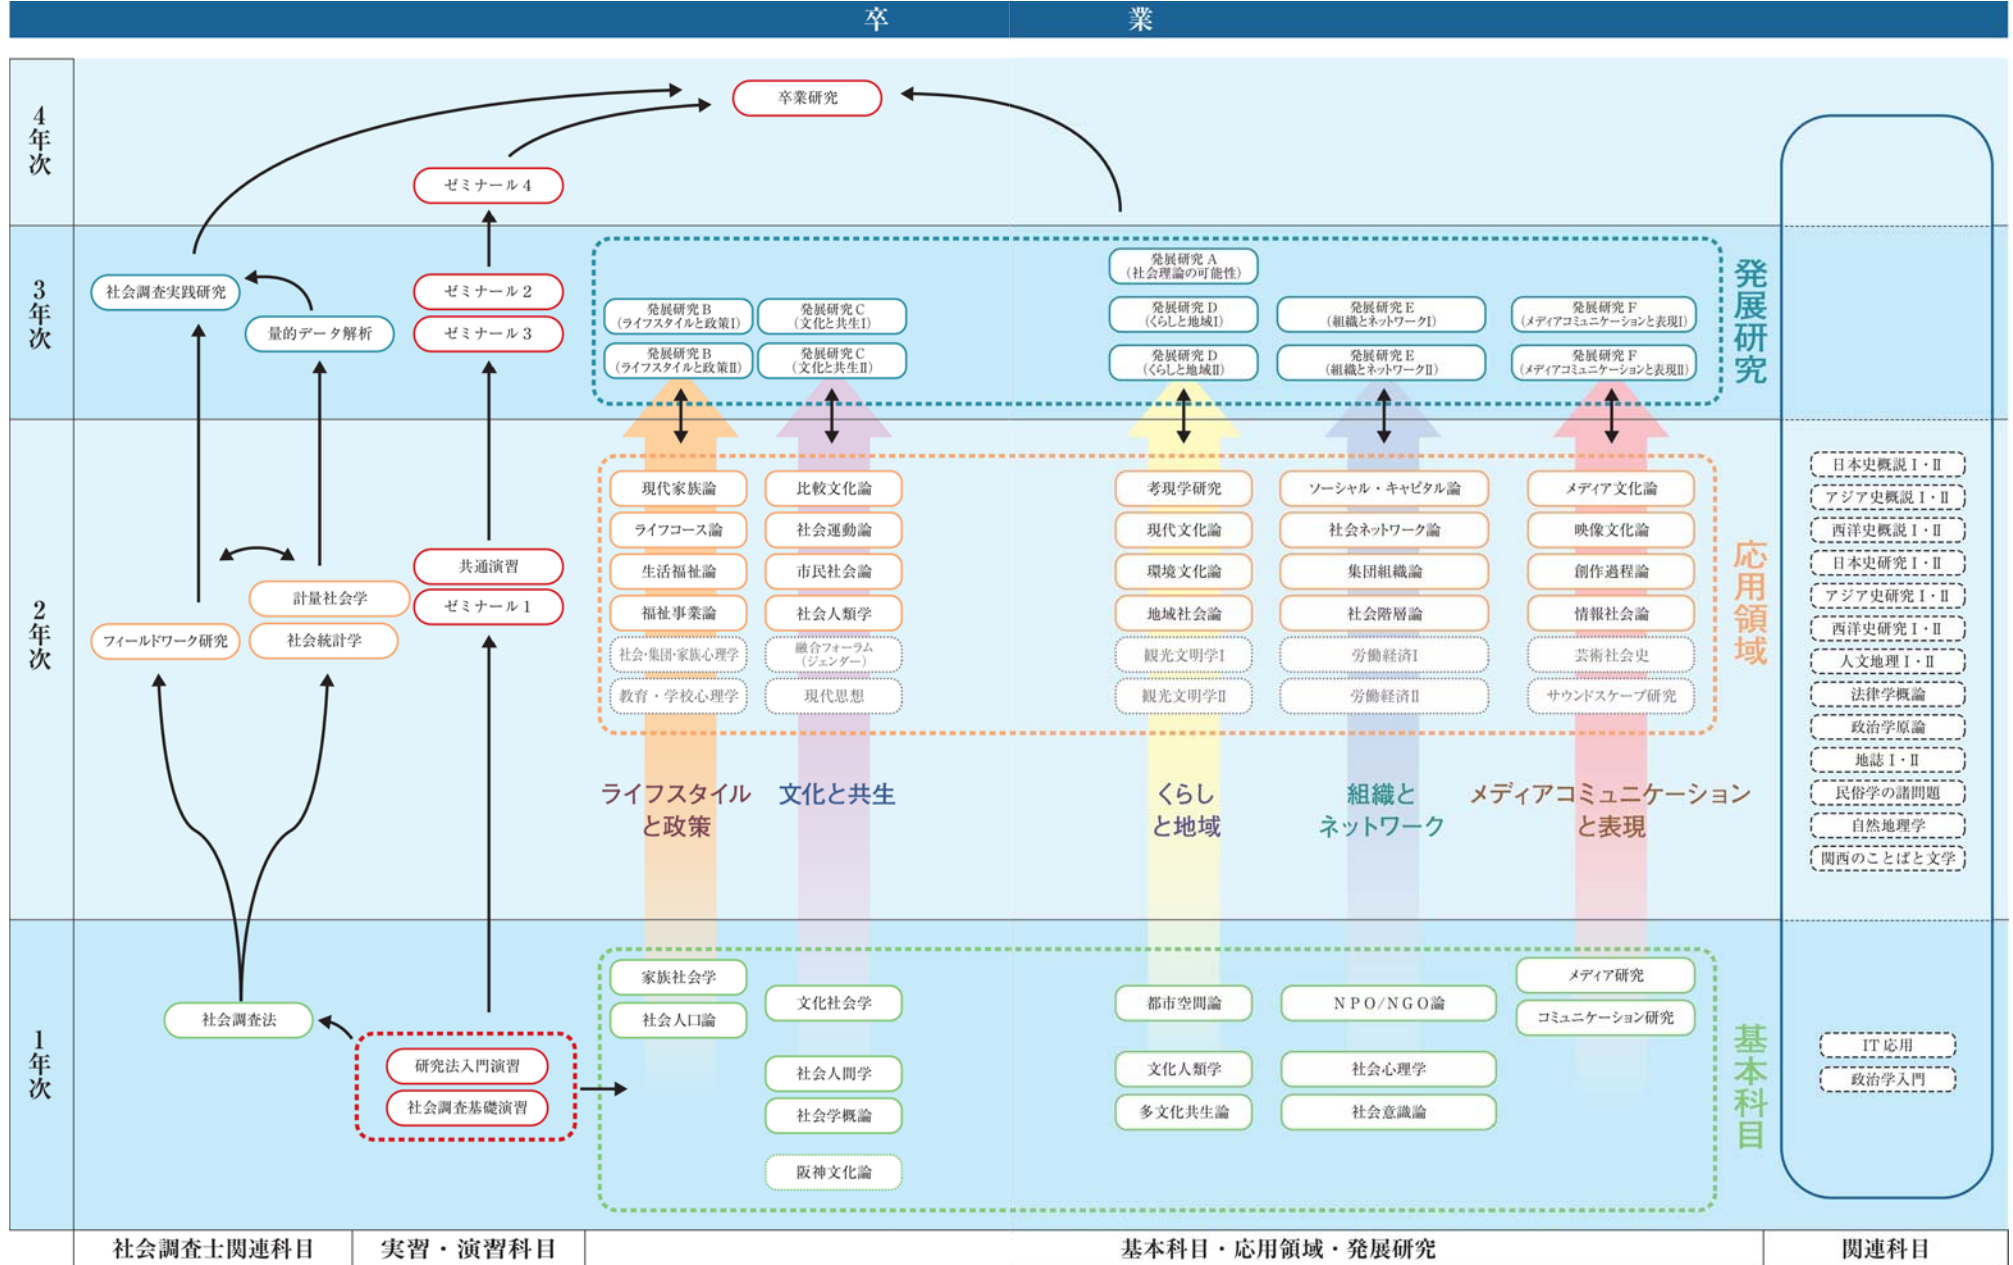 卒業
4年次
卒業研究
ゼミナール 4
3年次
社会調査実践研究
量的データ解析
ゼミナール 2
ゼミナール 3
発展研究 A
(社会理論の可能性)
発展研究 B
(ライフスタイルと政策I)
発展研究 C
(文化と共生I)
発展研究 D
(くらしと地域I)
発展研究 E
(組織とネットワークI)
発展研究 F
(メディアコミュニケーションと表現I)
発展研究 B
(ライフスタイルと政策II)
発展研究 C
(文化と共生II)
発展研究 D
(くらしと地域II)
発展研究 E
(組織とネットワークII)
発展研究 F
(メディアコミュニケーションと表現II)
発展研究
2年次
計量社会学
社会統計学
フィールドワーク研究
共通演習
ゼミナール 1
現代家族論
ライフコース論
生活福祉論
福祉事業論
社会・集団・家族心理学
教育・学校心理学
比較文化論
社会運動論
市民社会論
社会人類学
融合フォーラム
(ジェンダー)
現代思想
考現学研究
現代文化論
環境文化論
地域社会論
観光文明学I
観光文明学II
ソーシャル・キャピタル論
社会ネットワーク論
集団組織論
社会階層論
労働経済I
労働経済II
メディア文化論
映像文化論
創作過程論
情報社会論
芸術社会史
サウンドスケープ研究
応用領域
ライフスタイル
と政策
文化と共生
くらし
と地域
組織と
ネットワーク
メディアコミュニケーション
と表現
日本史概説 I・II
アジア史概説 I・II
西洋史概説 I・II
日本史研究 I・II
アジア史研究 I・II
西洋史研究 I・II
人文地理 I・II
法律学概論
政治学原論
地誌 I・II
民俗学の諸問題
自然地理学
関西のことばと文学
1年次
社会調査法
研究法入門演習
社会調査基礎演習
家族社会学
社会人口論
文化社会学
社会人間学
社会学概論
阪神文化論
都市空間論
文化人類学
多文化共生論
NPO/NGO論
社会心理学
社会意識論
メディア研究
コミュニケーション研究
基本科目
IT 応用
政治学入門
社会調査士関連科目
実習・演習科目
基本科目・応用領域・発展研究
関連科目